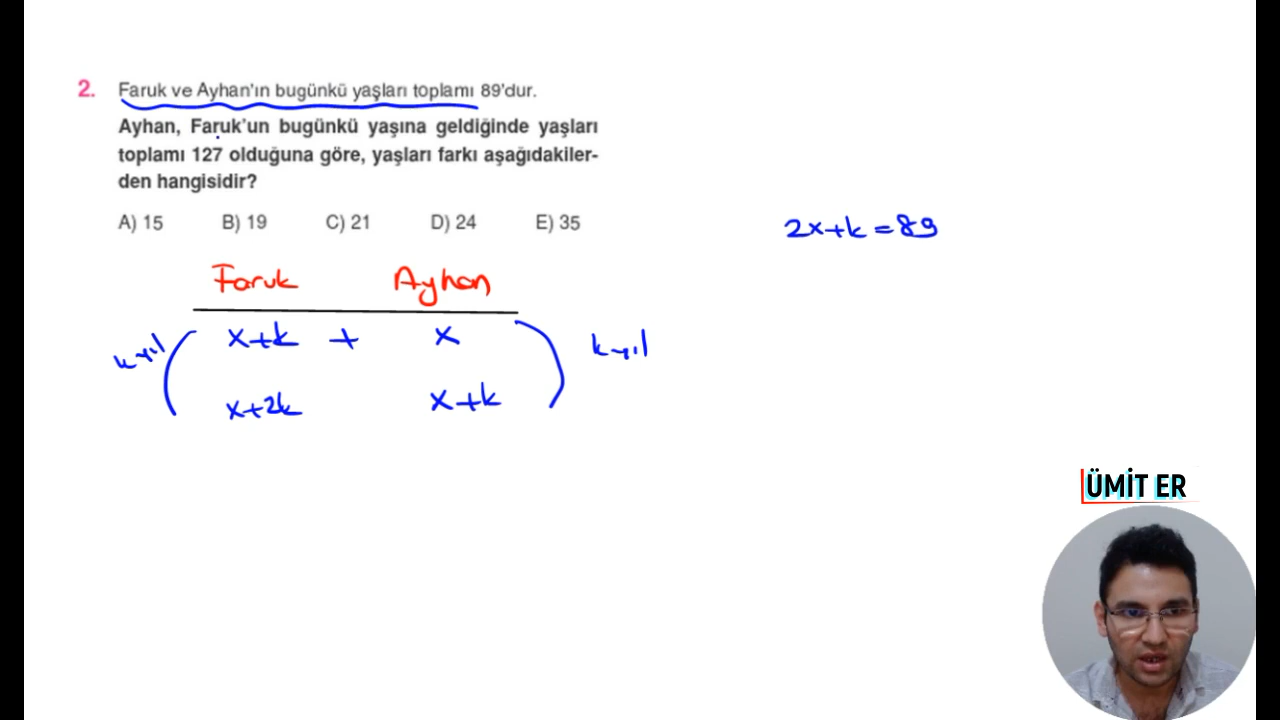 2. Faruk ve Ayhan'ın bugünkü yaşları toplamı 89'dur.
Ayhan, Faruk'un bugünkü yaşına geldiğinde yaşları
toplamı 127 olduğuna göre, yaşları farkı aşağıdakiler-
den hangisidir?
A) 15 B) 19 C) 21 D) 24 E) 35
2x+k=89
Faruk Ayhan
k yıl x+k + x k yıl
x+2k x+k
ÜMİT ER